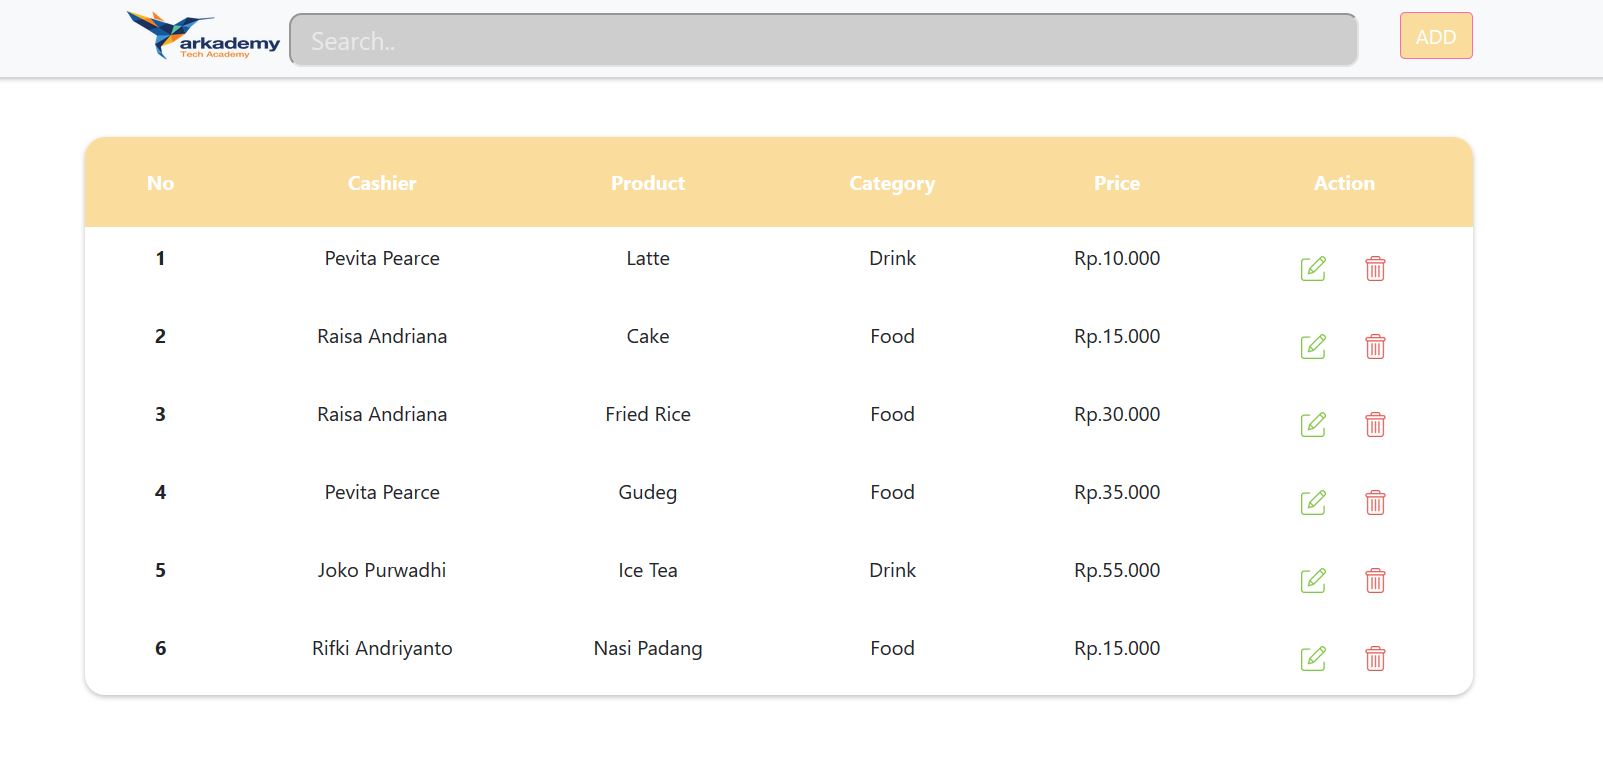 arkademy
Tech Academy
Search..
ADD
No Cashier Product Category Price Action
1 Pevita Pearce Latte Drink Rp.10.000
2 Raisa Andriana Cake Food Rp.15.000
3 Raisa Andriana Fried Rice Food Rp.30.000
4 Pevita Pearce Gudeg Food Rp.35.000
5 Joko Purwadhi Ice Tea Drink Rp.55.000
6 Rifki Andriyanto Nasi Padang Food Rp.15.000